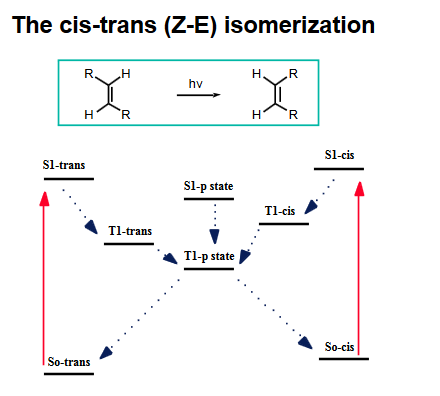 The cis-trans (Z-E) isomerization
R H H R
hv
H R H R
S1-cis
S1-trans
S1-p state
T1-cis
T1-trans
T1-p state
So-cis
So-trans